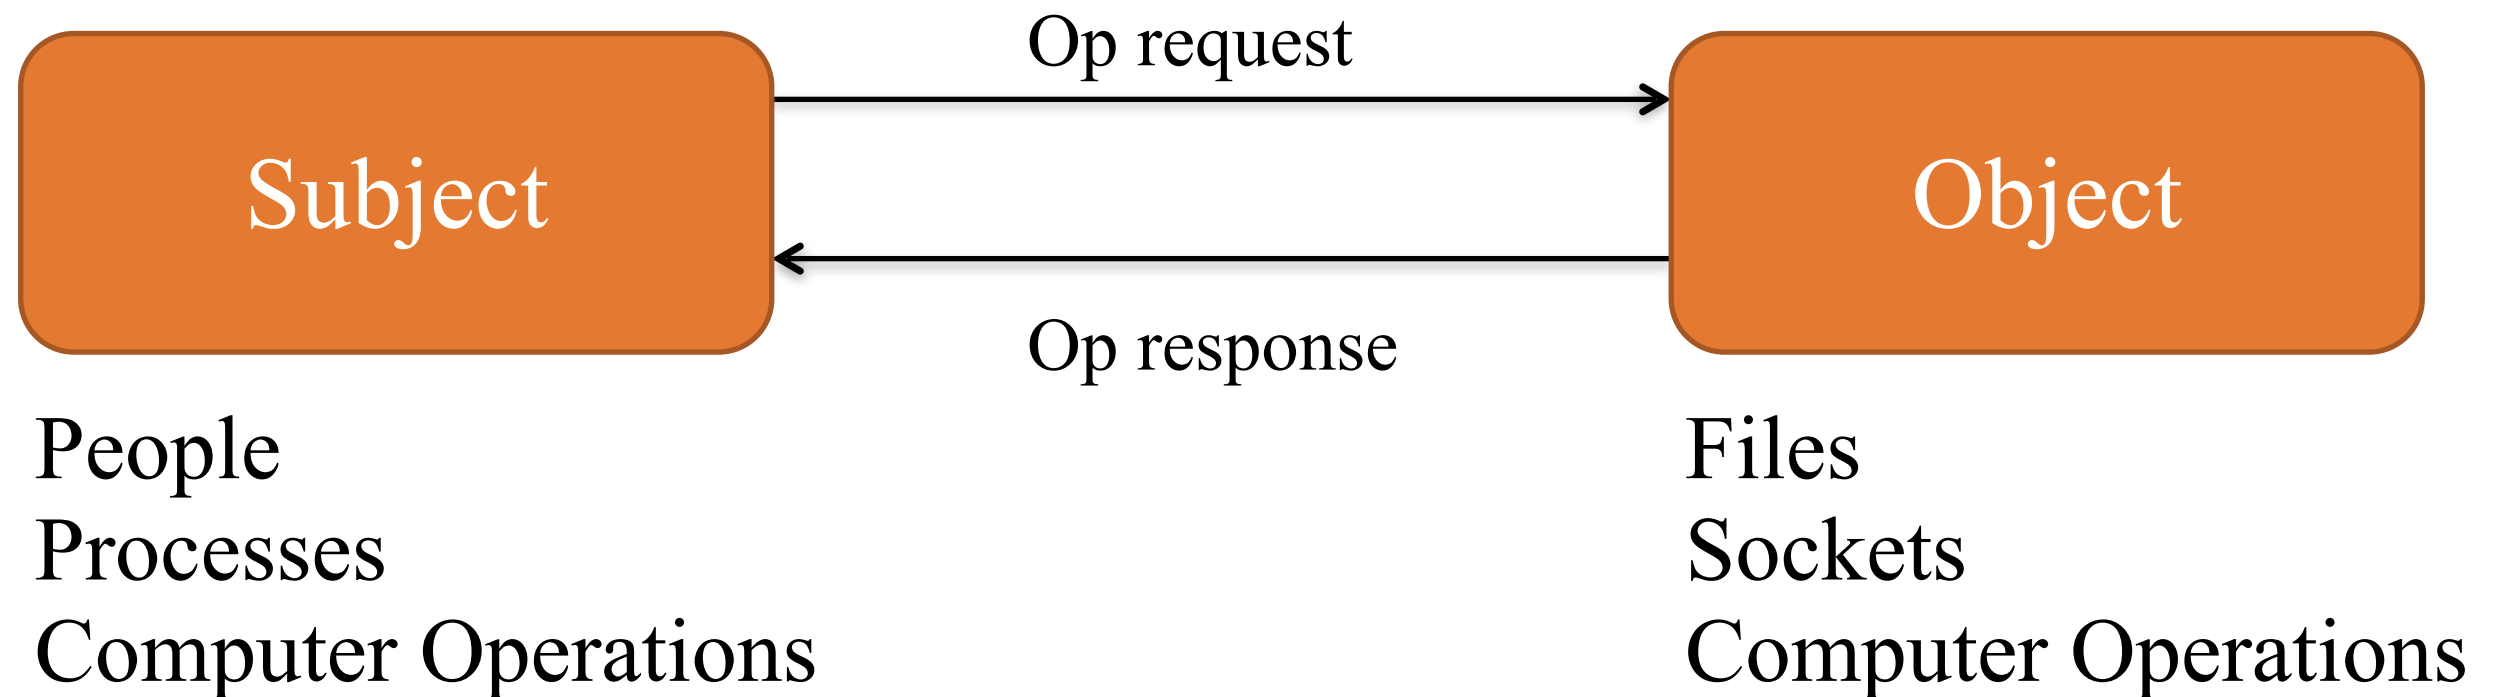 Op request
Subject
Object
Op response
People
Files
Processes
Sockets
Computer Operations
Computer Operations